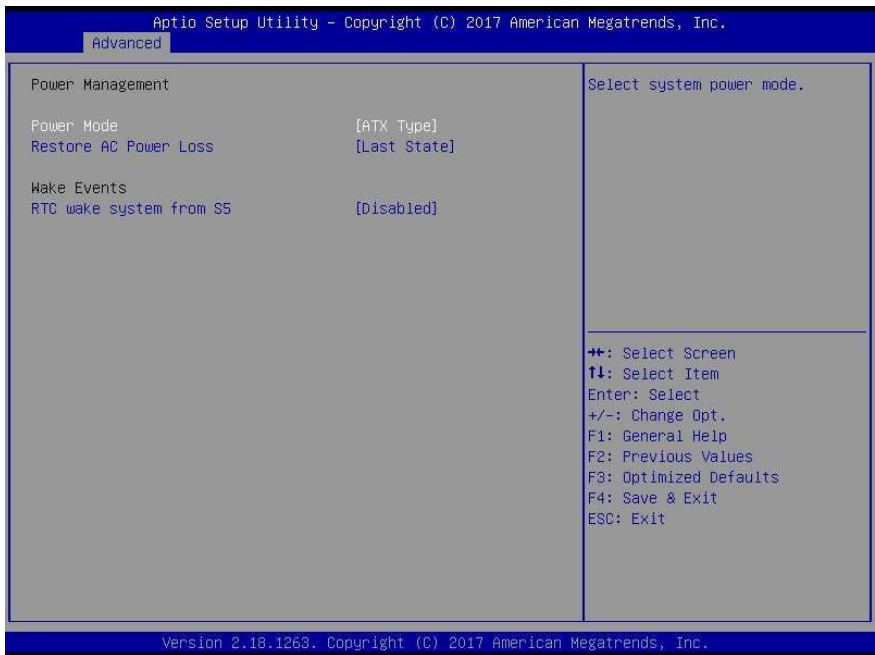 Aptio Setup Utility – Copyright (C) 2017 American Megatrends, Inc.
Advanced
Power Management
Power Mode [ATX Type]
Restore AC Power Loss [Last State]
Wake Events
RTC wake system from S5 [Disabled]
Select system power mode.
→←: Select Screen
↑↓: Select Item
Enter: Select
+/-: Change Opt.
F1: General Help
F2: Previous Values
F3: Optimized Defaults
F4: Save & Exit
ESC: Exit
Version 2.18.1263. Copyright (C) 2017 American Megatrends, Inc.